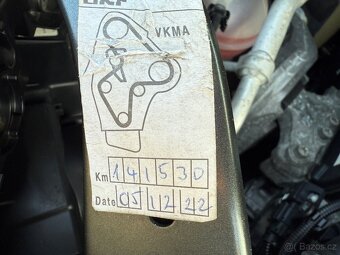 SKF
VKMA
Km 141530
Date 05 12 22
Bazos.cz